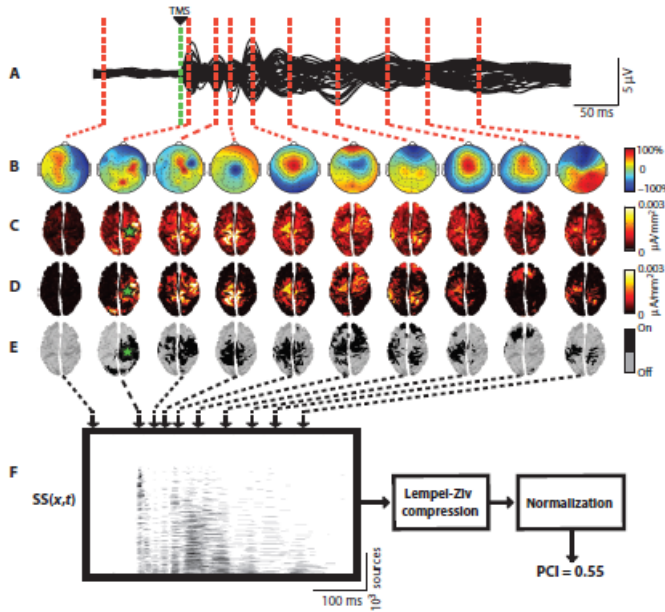 TMS
A
5 μV
50 ms
B
100%
−100%
C
0.003
0
μA/mm²
D
0.003
0
μA/mm²
E
On
Off
F
SS(x,t)
Lempel-Ziv
compression
Normalization
PCI = 0.55
100 ms
10³ sources